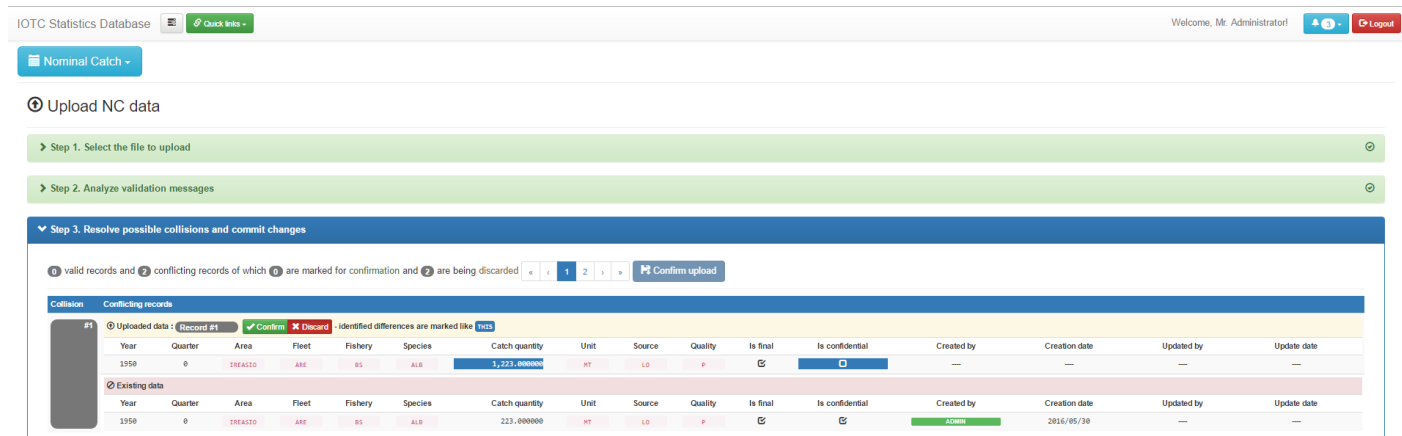 IOTC Statistics Database Quick links Welcome, Mr. Administrator! 3 Logout
Nominal Catch
Upload NC data
Step 1. Select the file to upload
Step 2. Analyze validation messages
Step 3. Resolve possible collisions and commit changes
0 valid records and 2 conflicting records of which 0 are marked for confirmation and 2 are being discarded « ‹ 1 2 › » Confirm upload
Collision Conflicting records
#1 Uploaded data : Record #1 Confirm Discard - identified differences are marked like THIS
Year Quarter Area Fleet Fishery Species Catch quantity Unit Source Quality Is final Is confidential Created by Creation date Updated by Update date
1950 0 IREASIO ARE BS ALB 1,223.000000 MT LO P — — — —
Existing data
Year Quarter Area Fleet Fishery Species Catch quantity Unit Source Quality Is final Is confidential Created by Creation date Updated by Update date
1950 0 IREASIO ARE BS ALB 223.000000 MT LO P ADMIN 2016/05/30 — —